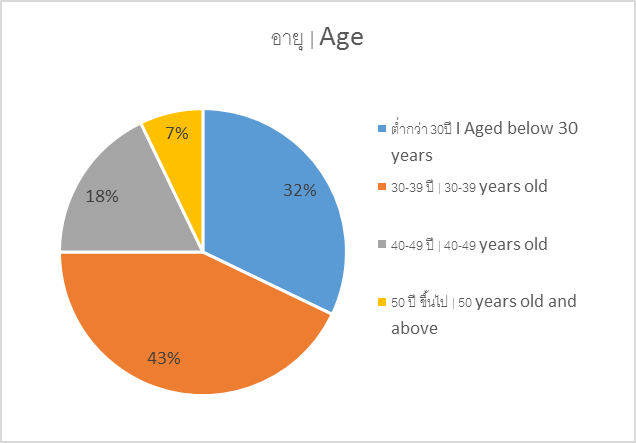 อายุ | Age
7%
32%
18%
43%
ต่ำกว่า 30ปี I Aged below 30
years
30-39 ปี | 30-39 years old
40-49 ปี | 40-49 years old
50 ปี ขึ้นไป | 50 years old and
above